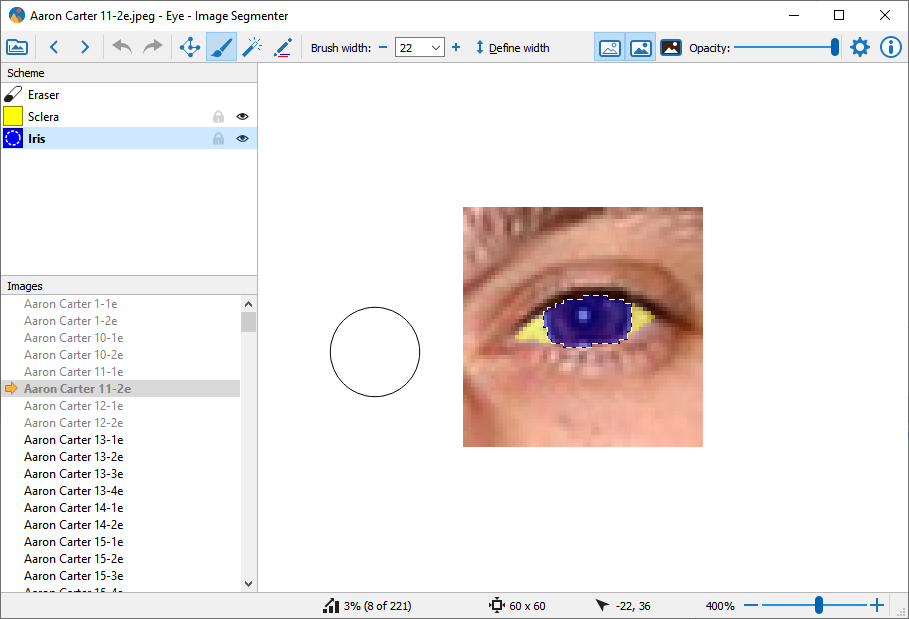 Aaron Carter 11-2e.jpeg - Eye - Image Segmenter
Brush width: 22 Define width Opacity:
Scheme
Eraser
Sclera
Iris
Images
Aaron Carter 1-1e
Aaron Carter 1-2e
Aaron Carter 10-1e
Aaron Carter 10-2e
Aaron Carter 11-1e
Aaron Carter 11-2e
Aaron Carter 12-1e
Aaron Carter 12-2e
Aaron Carter 13-1e
Aaron Carter 13-2e
Aaron Carter 13-3e
Aaron Carter 13-4e
Aaron Carter 14-1e
Aaron Carter 14-2e
Aaron Carter 15-1e
Aaron Carter 15-2e
Aaron Carter 15-3e
Aaron Carter 15-4e
3% (8 of 221) 60 x 60 -22, 36 400%